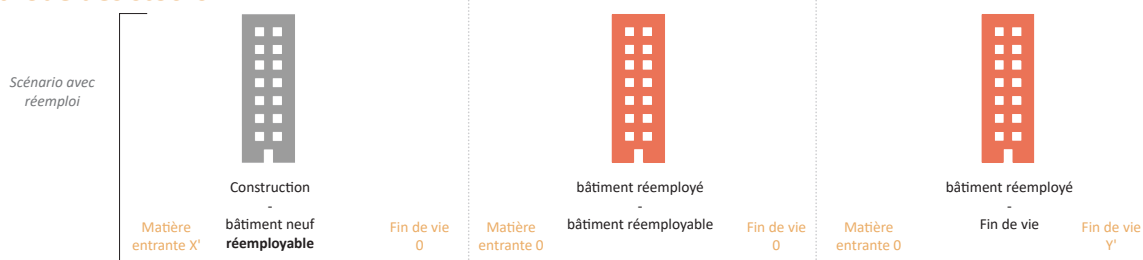 Scénario avec
réemploi
Construction
-
bâtiment neuf
réemployable
Matière
entrante X'
Fin de vie
0
bâtiment réemployé
-
bâtiment réemployable
Matière
entrante 0
Fin de vie
0
bâtiment réemployé
-
Fin de vie
Matière
entrante 0
Fin de vie
Y'